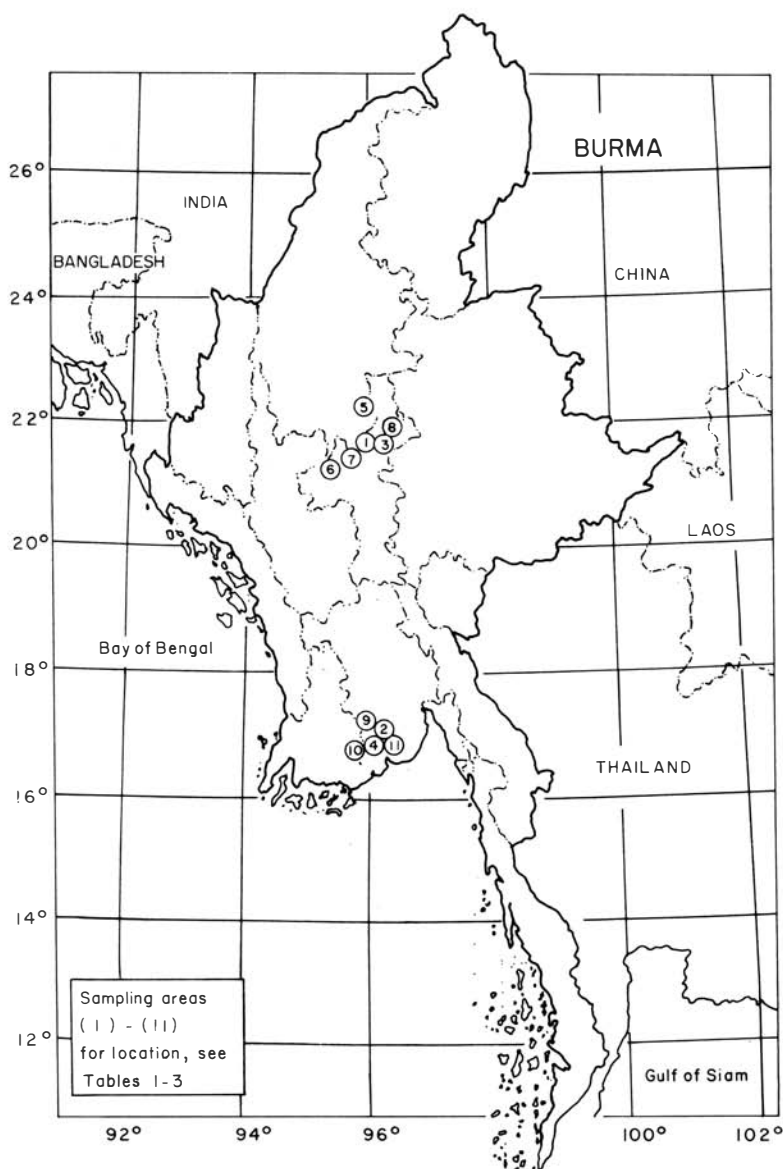 BURMA
26°
INDIA
BANGLADESH
CHINA
24°
22°
5
8
1
3
7
6
LAOS
20°
Bay of Bengal
18°
9
2
10
4
11
THAILAND
16°
14°
Sampling areas
(1) - (11)
for location, see
Tables 1-3
12°
Gulf of Siam
92°
94°
96°
100°
102°